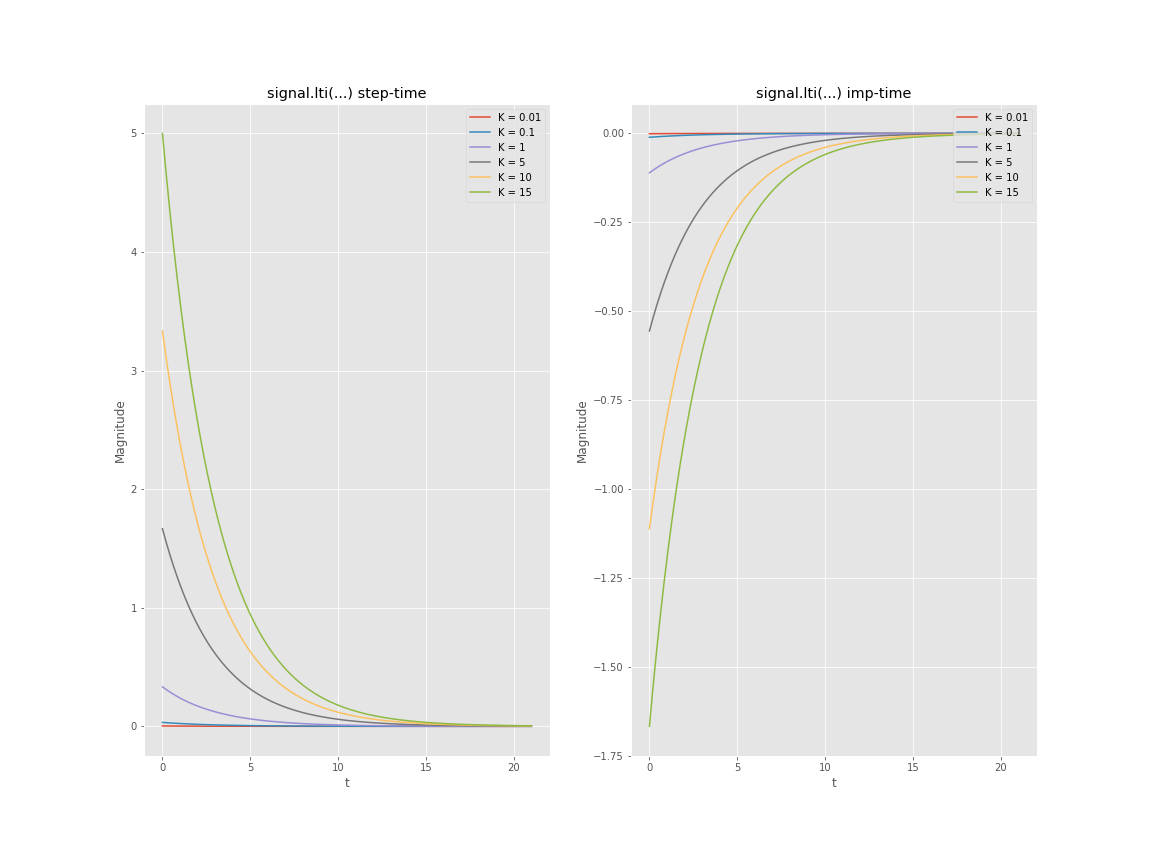 signal.lti(...) step-time
K = 0.01
K = 0.1
K = 1
K = 5
K = 10
K = 15
5
4
3
2
1
0
Magnitude
0
5
10
15
20
t
signal.lti(...) imp-time
K = 0.01
K = 0.1
K = 1
K = 5
K = 10
K = 15
0.00
−0.25
−0.50
−0.75
−1.00
−1.25
−1.50
−1.75
Magnitude
0
5
10
15
20
t